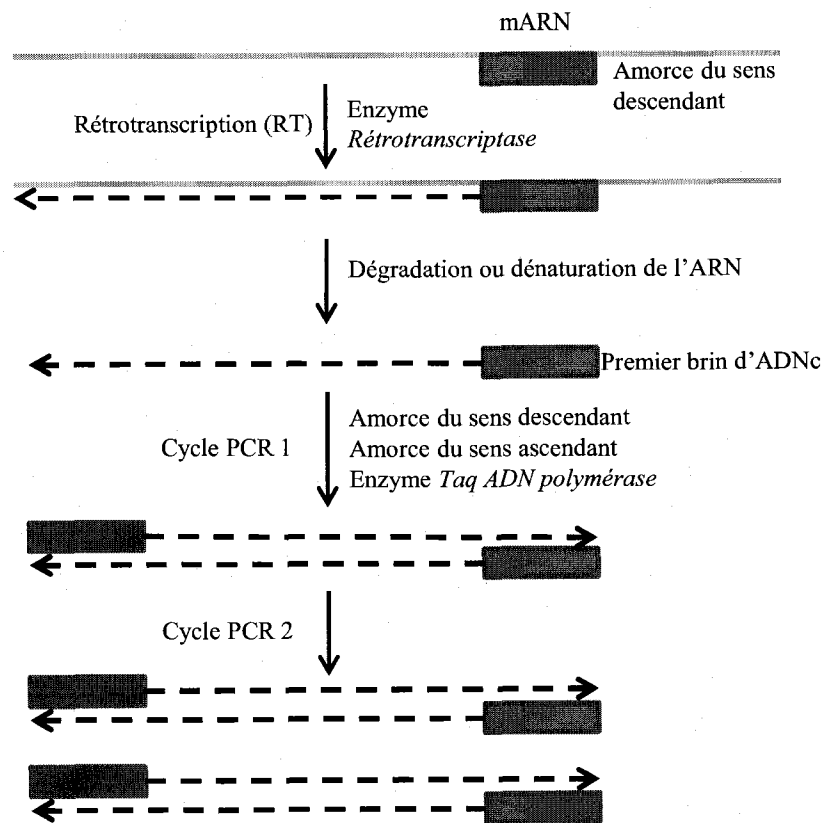 mARN
Amorce du sens
descendant
Rétrotranscription (RT)
Enzyme
Rétrotranscriptase
Dégradation ou dénaturation de l'ARN
Premier brin d'ADNc
Cycle PCR 1
Amorce du sens descendant
Amorce du sens ascendant
Enzyme Taq ADN polymérase
Cycle PCR 2